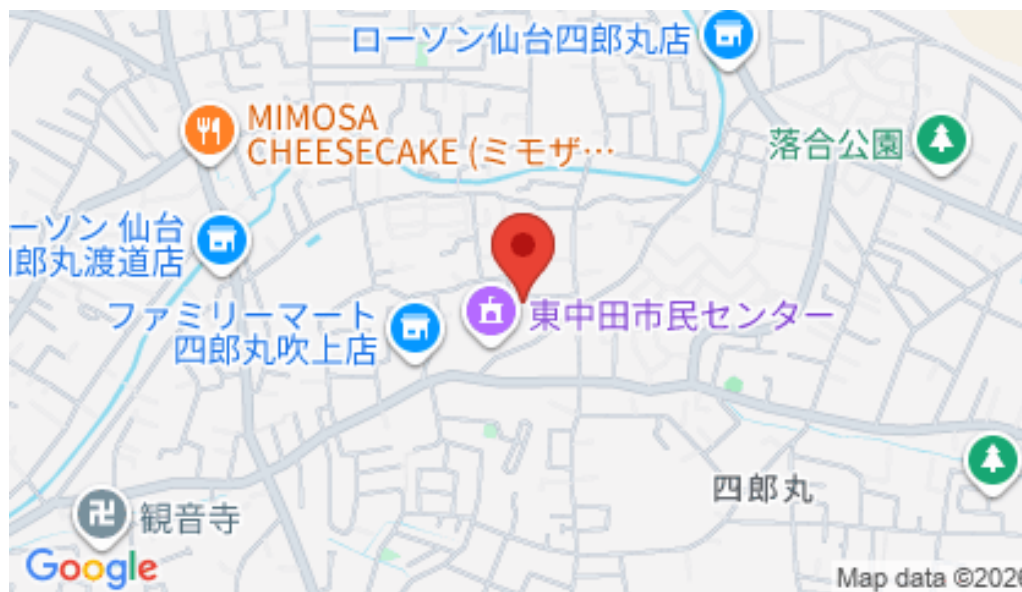 ローソン仙台四郎丸店
MIMOSA
CHEESECAKE (ミモザ…
落合公園
ーソン 仙台
郎丸渡道店
東中田市民センター
ファミリーマート
四郎丸吹上店
四郎丸
観音寺
Google
Map data ©2026